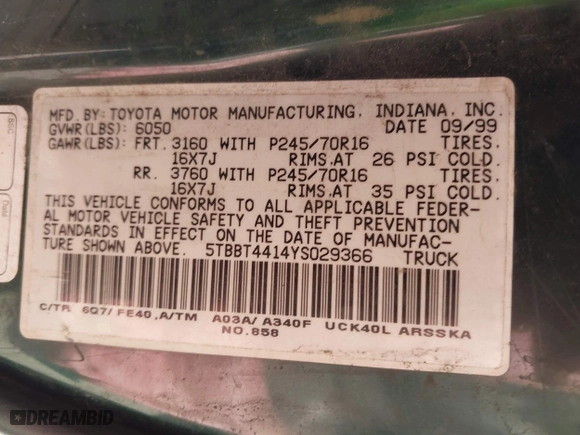 MFD. BY: TOYOTA MOTOR MANUFACTURING, INDIANA, INC.
GVWR(LBS): 6050 DATE 09/99
GAWR(LBS): FRT. 3160 WITH P245/70R16 TIRES.
16X7J RIMS.AT 26 PSI COLD.
RR. 3760 WITH P245/70R16 TIRES.
16X7J RIMS.AT 35 PSI COLD.
THIS VEHICLE CONFORMS TO ALL APPLICABLE FEDER-
AL MOTOR VEHICLE SAFETY AND THEFT PREVENTION
STANDARDS IN EFFECT ON THE DATE OF MANUFAC-
TURE SHOWN ABOVE. 5TBBT4414YS029366 TRUCK
C/TR 6Q7/ FE40 ,A/TM A03A/ A340F UCK40L ARSSKA
NO.858
DREAMBID